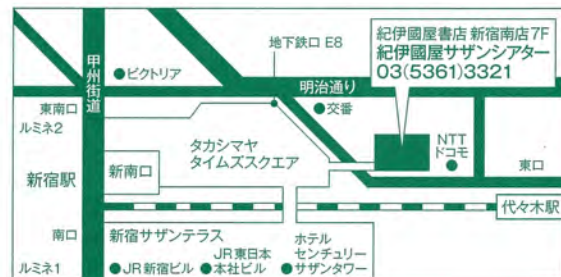 紀伊國屋書店 新宿南店7F
紀伊國屋サザンシアター
03(5361)3321
地下鉄口 E8
甲州街道
●ビクトリア
明治通り
●交番
東南口
ルミネ2
タカシマヤ
タイムズスクエア
NTT
ドコモ
●
東口
新宿駅
新南口
代々木駅
南口
新宿サザンテラス
ルミネ1
●JR新宿ビル
JR東日本
●本社ビル
ホテル
センチュリー
●サザンタワー